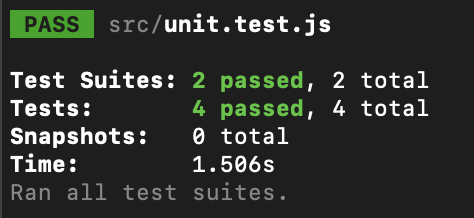 PASS src/unit.test.js
Test Suites: 2 passed, 2 total
Tests: 4 passed, 4 total
Snapshots: 0 total
Time: 1.506s
Ran all test suites.